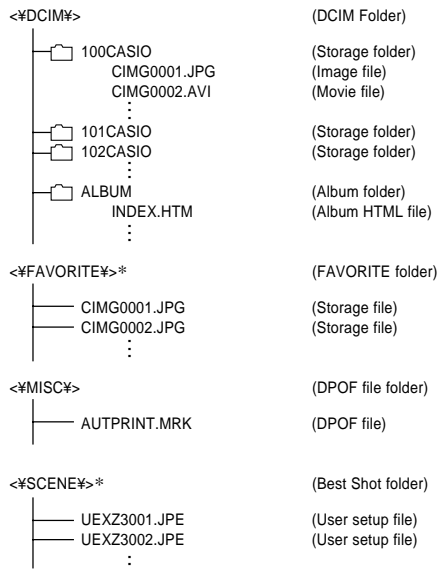 <¥DCIM¥> (DCIM Folder)
100CASIO (Storage folder)
CIMG0001.JPG (Image file)
CIMG0002.AVI (Movie file)
101CASIO (Storage folder)
102CASIO (Storage folder)
ALBUM (Album folder)
INDEX.HTM (Album HTML file)
<¥FAVORITE¥>* (FAVORITE folder)
CIMG0001.JPG (Storage file)
CIMG0002.JPG (Storage file)
<¥MISC¥> (DPOF file folder)
AUTPRINT.MRK (DPOF file)
<¥SCENE¥>* (Best Shot folder)
UEXZ3001.JPE (User setup file)
UEXZ3002.JPE (User setup file)